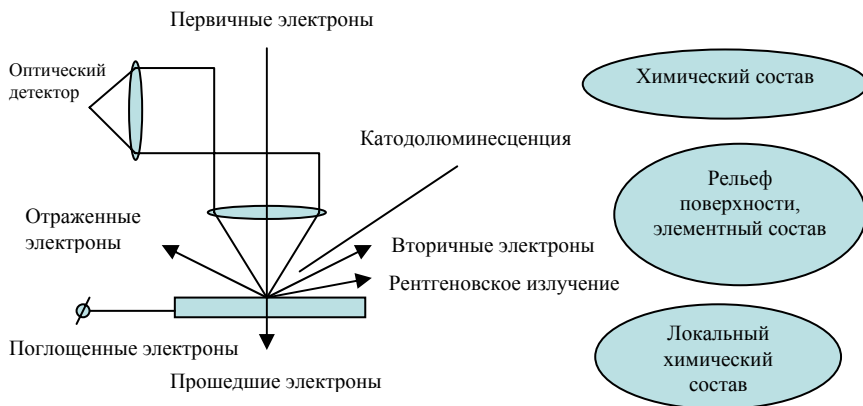 Первичные электроны
Оптический
детектор
Катодолюминесценция
Отраженные
электроны
Вторичные электроны
Рентгеновское излучение
Поглощенные электроны
Прошедшие электроны
Химический состав
Рельеф
поверхности,
элементный состав
Локальный
химический
состав